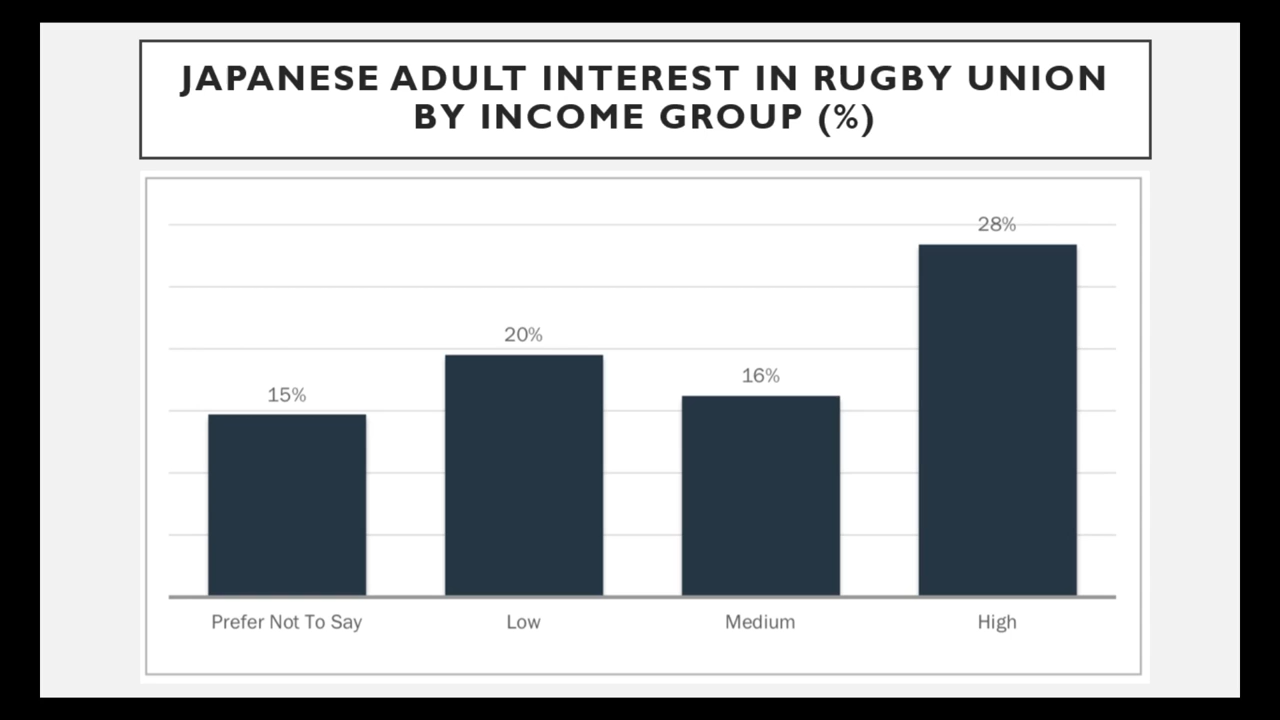 JAPANESE ADULT INTEREST IN RUGBY UNION
BY INCOME GROUP (%)
28%
20%
16%
15%
Prefer Not To Say
Low
Medium
High